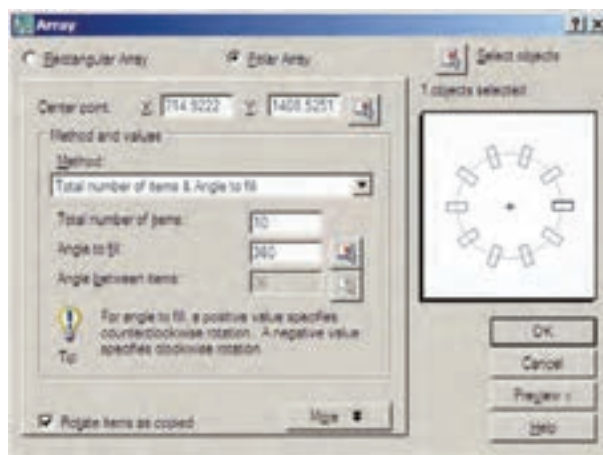 Array
Rectangular Array
Polar Array
Select objects
1 objects selected
Center point: X: 714.9222 Y: 1408.5251
Method and values
Method:
Total number of items & Angle to fill
Total number of items: 10
Angle to fill: 360
Angle between items: 36
For angle to fill, a positive value specifies
counterclockwise rotation. A negative value
specifies clockwise rotation.
Tip
Rotate items as copied
More
OK
Cancel
Preview <
Help